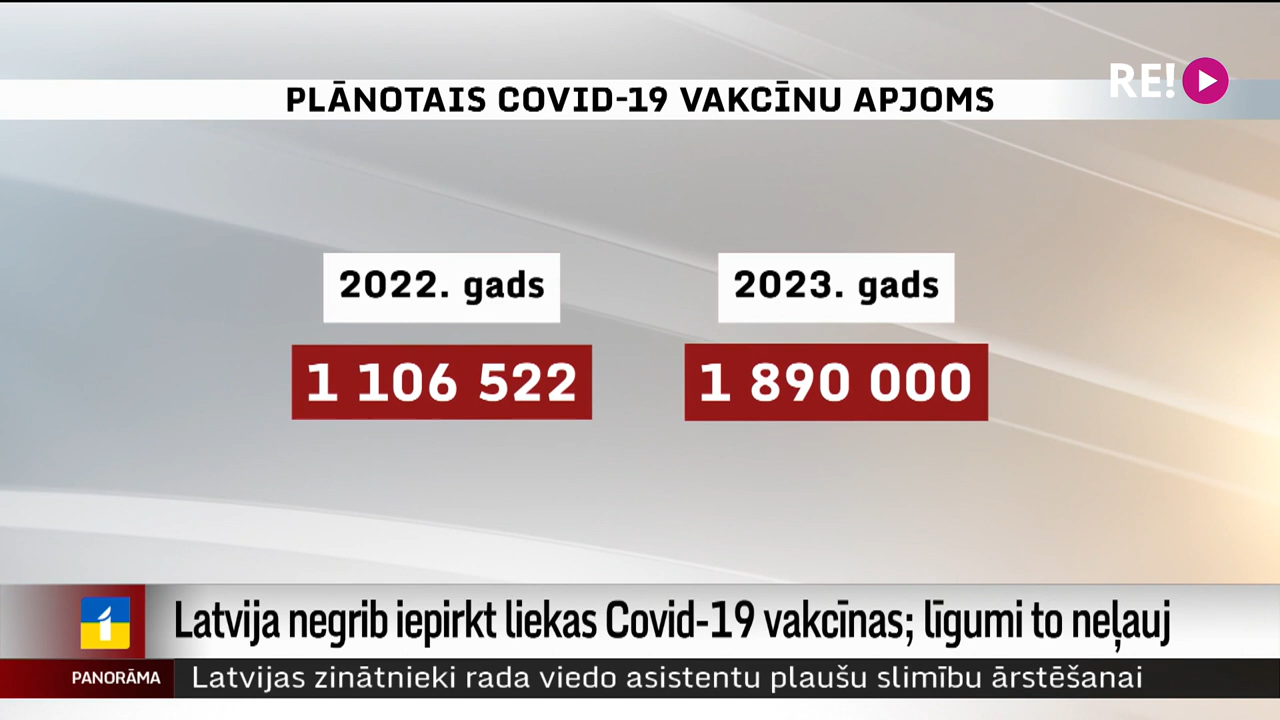 RE!
PLĀNOTAIS COVID-19 VAKCĪNU APJOMS
2022. gads
2023. gads
1 106 522
1 890 000
1
Latvija negrib iepirkt liekas Covid-19 vakcīnas; līgumi to neļauj
PANORĀMA
Latvijas zinātnieki rada viedo asistentu plaušu slimību ārstēšanai